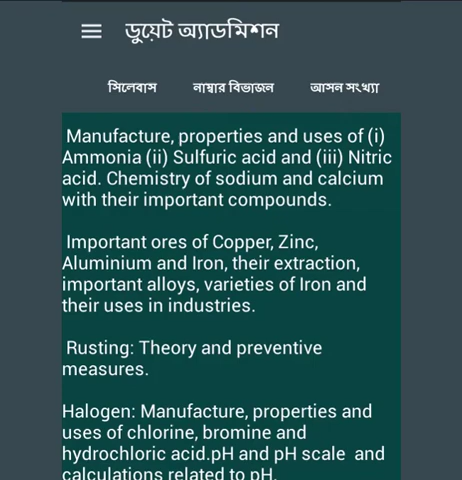 ডুয়েট অ্যাডমিশন
সিলেবাস নাম্বার বিভাজন আসন সংখ্যা
Manufacture, properties and uses of (i)
Ammonia (ii) Sulfuric acid and (iii) Nitric
acid. Chemistry of sodium and calcium
with their important compounds.
Important ores of Copper, Zinc,
Aluminium and Iron, their extraction,
important alloys, varieties of Iron and
their uses in industries.
Rusting: Theory and preventive
measures.
Halogen: Manufacture, properties and
uses of chlorine, bromine and
hydrochloric acid.pH and pH scale  and
calculations related to pH.